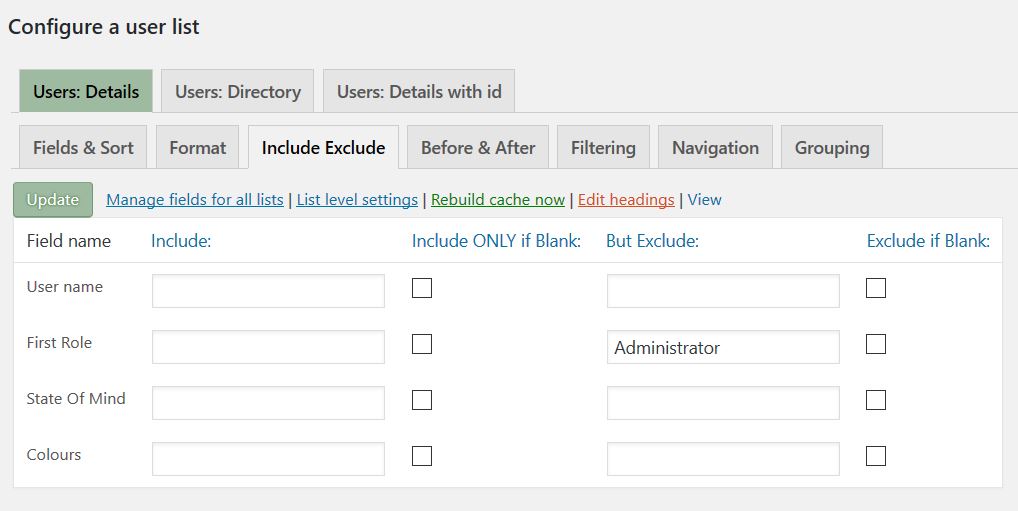 Configure a user list
Users: Details Users: Directory Users: Details with id
Fields & Sort Format Include Exclude Before & After Filtering Navigation Grouping
Update Manage fields for all lists | List level settings | Rebuild cache now | Edit headings | View
Field name Include: Include ONLY if Blank: But Exclude: Exclude if Blank:
User name
First Role Administrator
State Of Mind
Colours